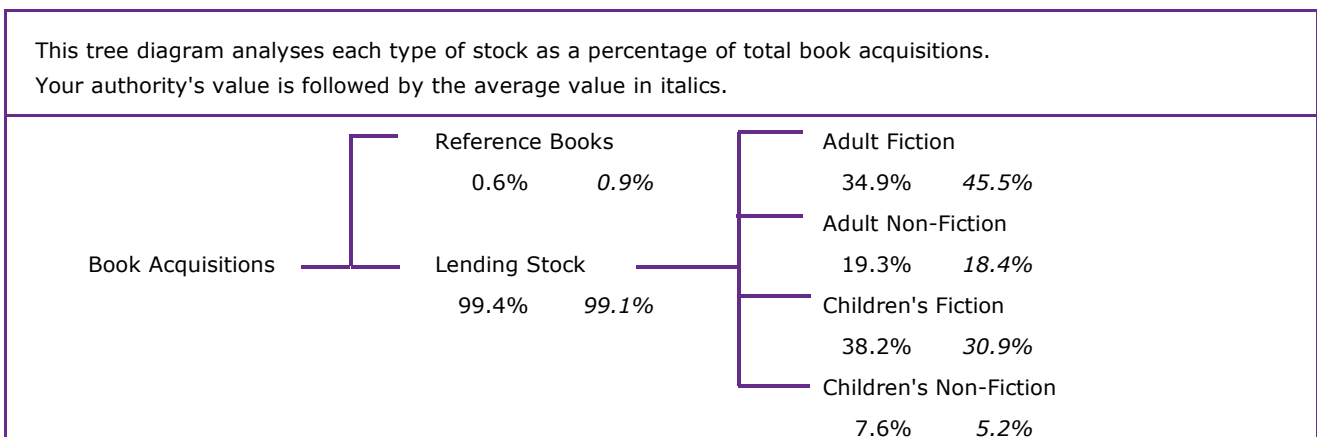 This tree diagram analyses each type of stock as a percentage of total book acquisitions.
Your authority's value is followed by the average value in italics.
Reference Books
0.6% 0.9%
Book Acquisitions
Lending Stock
99.4% 99.1%
Adult Fiction
34.9% 45.5%
Adult Non-Fiction
19.3% 18.4%
Children's Fiction
38.2% 30.9%
Children's Non-Fiction
7.6% 5.2%